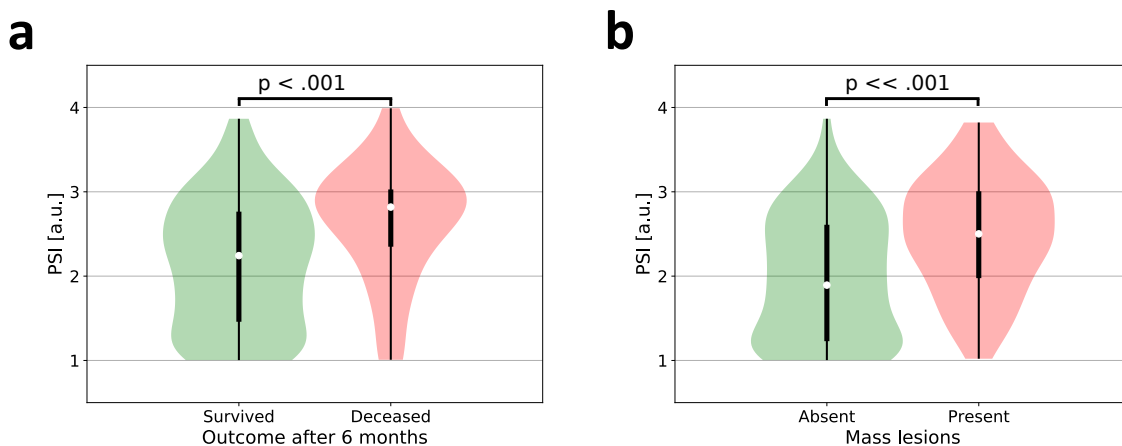 a
p < .001
PSI [a.u.]
4
3
2
1
Survived
Deceased
Outcome after 6 months
b
p << .001
PSI [a.u.]
4
3
2
1
Absent
Present
Mass lesions